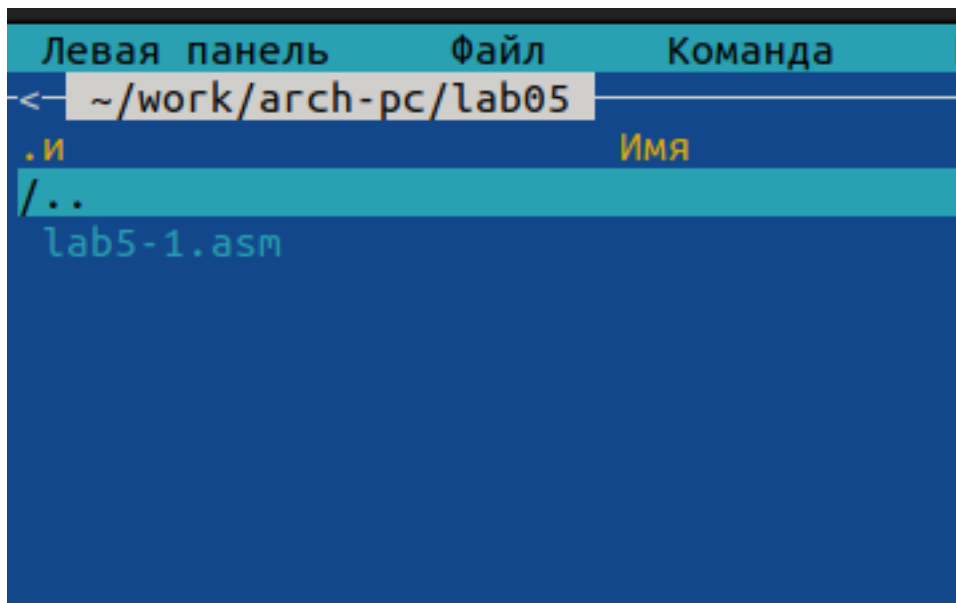 Левая панель Файл Команда
<─ ~/work/arch-pc/lab05
.и Имя
/..
lab5-1.asm